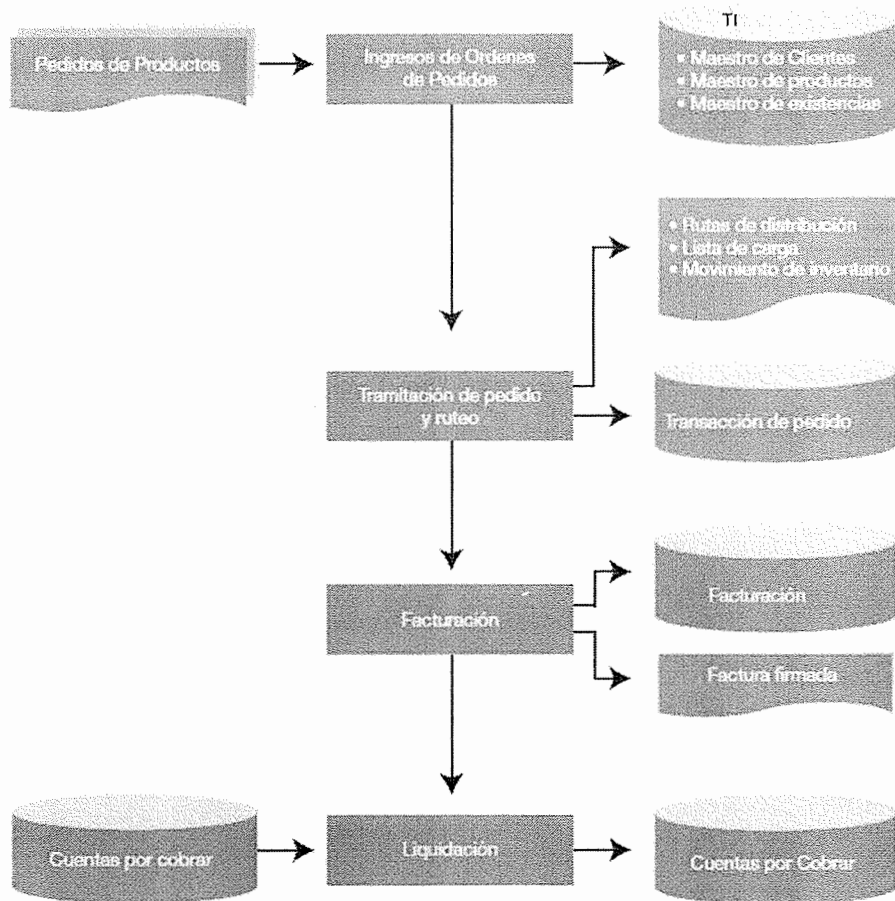 TI
Pedidos de Productos
Ingresos de Ordenes
de Pedidos
• Maestro de Clientes
• Maestro de productos
• Maestro de existencias
• Rutas de distribución
• Lista de carga
• Movimiento de inventario
Tramitación de pedido
y ruteo
Transacción de pedido
Facturación
Facturación
Factura firmada
Cuentas por cobrar
Liquidación
Cuentas por Cobrar